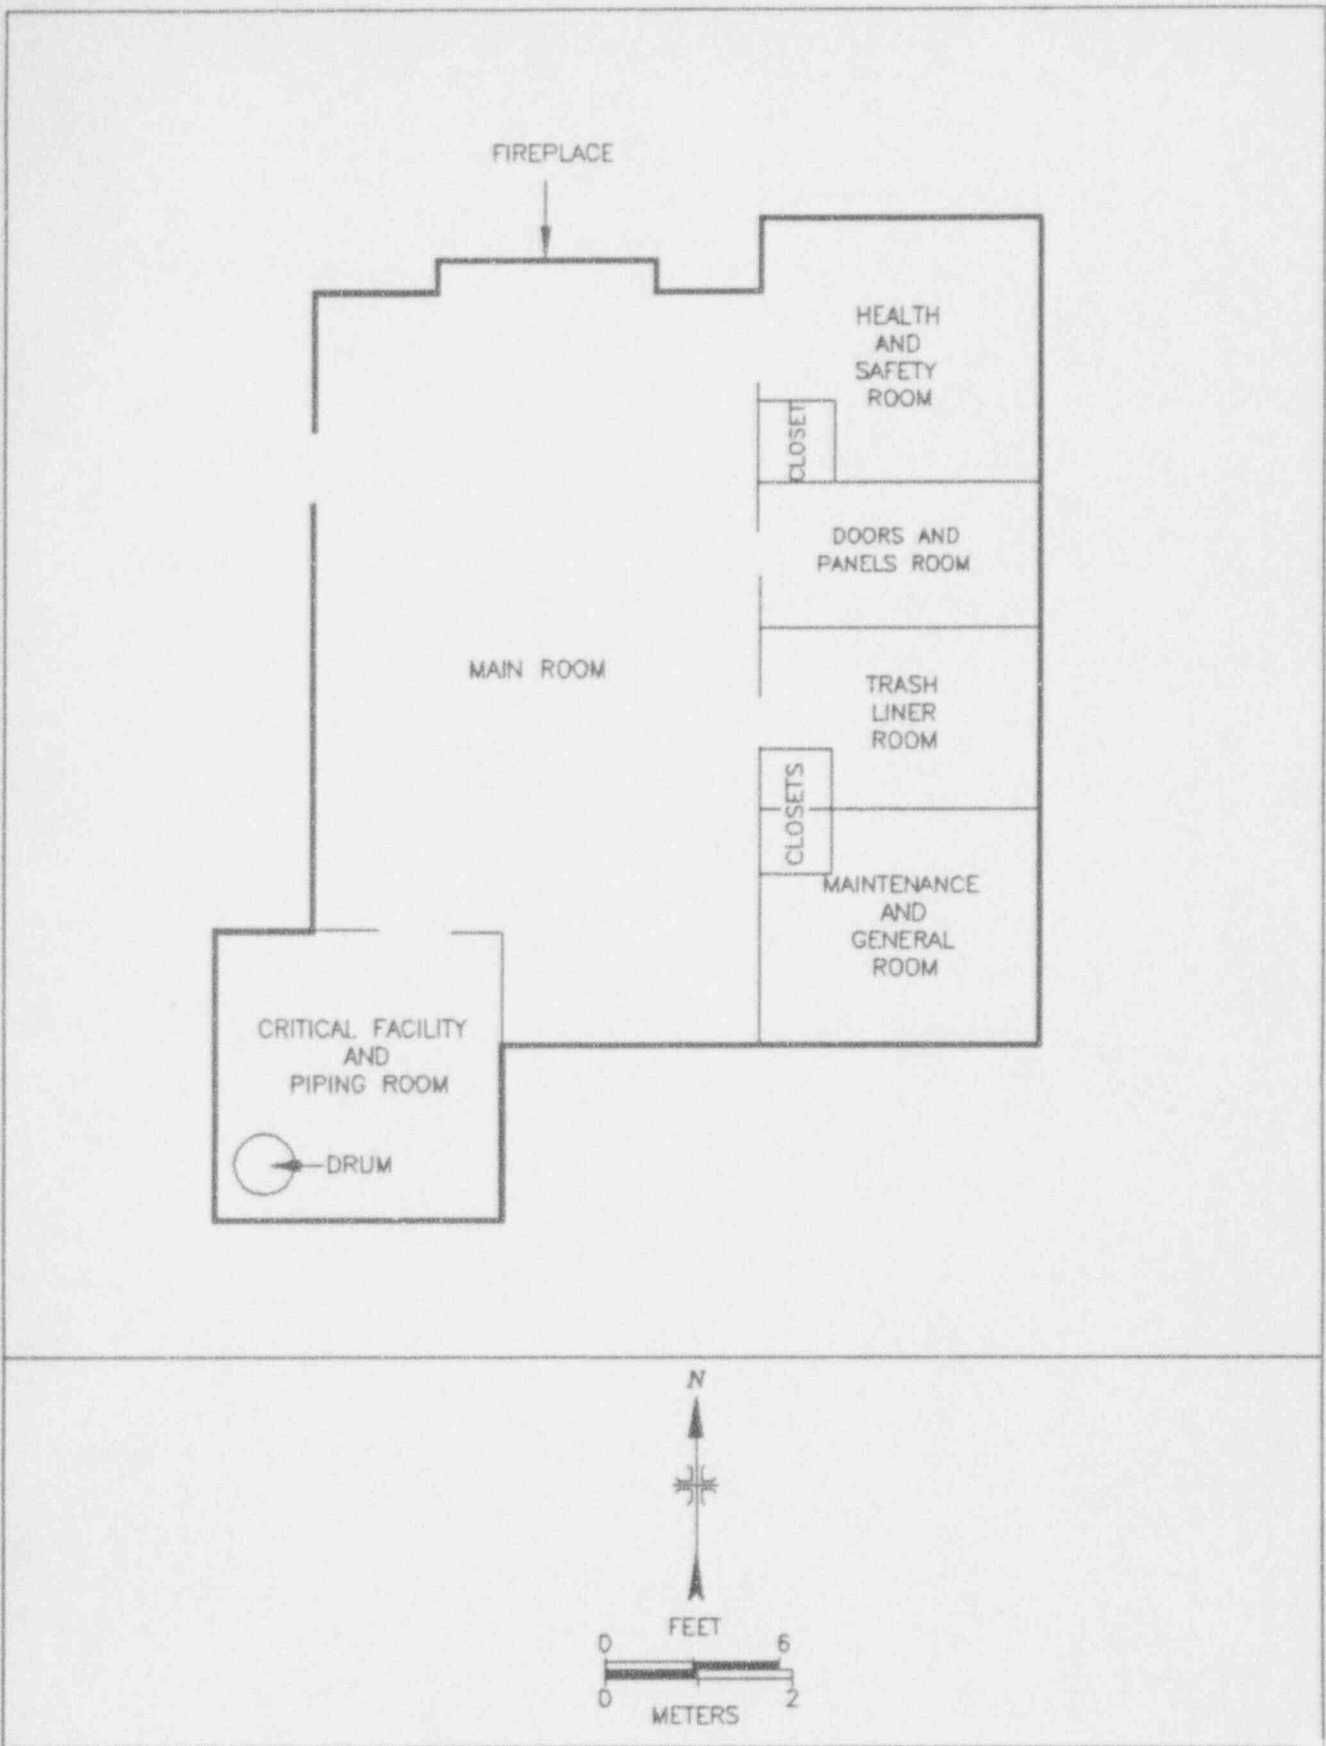 FIREPLACE
HEALTH
AND
SAFETY
ROOM
CLOSET
DOORS AND
PANELS ROOM
MAIN ROOM
TRASH
LINER
ROOM
CLOSETS
MAINTENANCE
AND
GENERAL
ROOM
CRITICAL FACILITY
AND
PIPING ROOM
DRUM
N
FEET
0 6
0 2
METERS